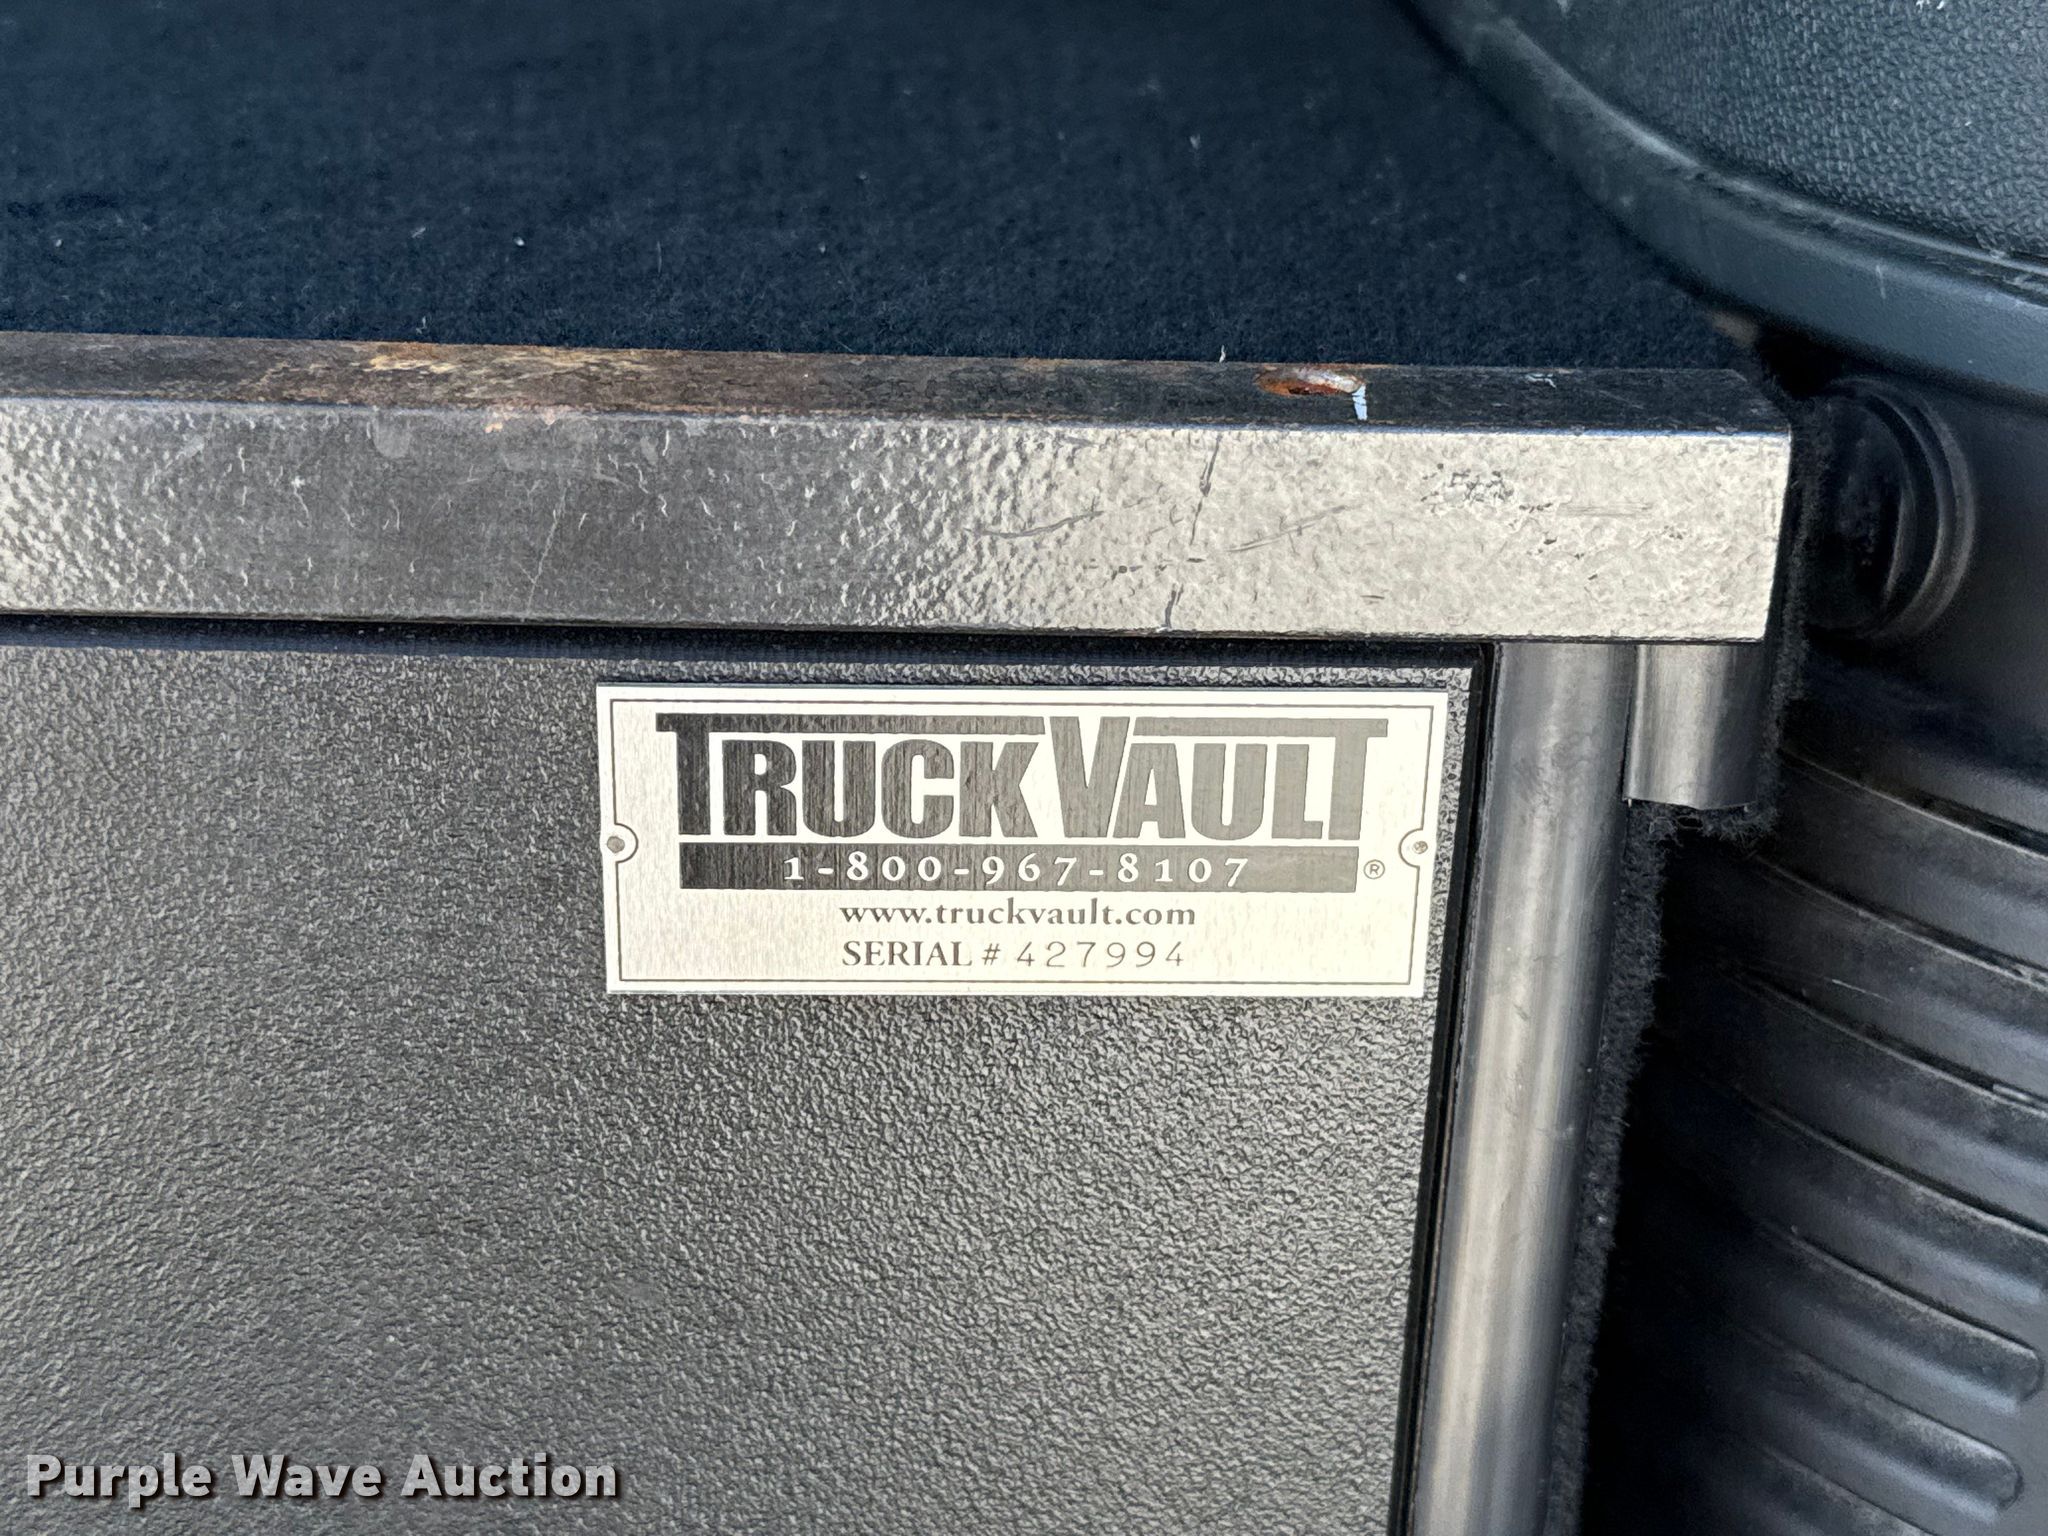 TRUCKVAULT
1-800-967-8107
®
www.truckvault.com
SERIAL # 427994
Purple Wave Auction